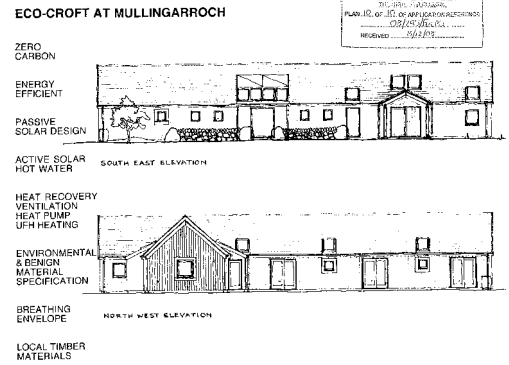 ECO-CROFT AT MULLINGARROCH
PLAN 10 OF 10 OF APPLICATION REFERENCE
RECEIVED
ZERO
CARBON
ENERGY
EFFICIENT
PASSIVE
SOLAR DESIGN
ACTIVE SOLAR
HOT WATER
SOUTH EAST ELEVATION
HEAT RECOVERY
VENTILATION
HEAT PUMP
UFH HEATING
ENVIRONMENTAL
& BENIGN
MATERIAL
SPECIFICATION
BREATHING
ENVELOPE
NORTH WEST ELEVATION
LOCAL TIMBER
MATERIALS